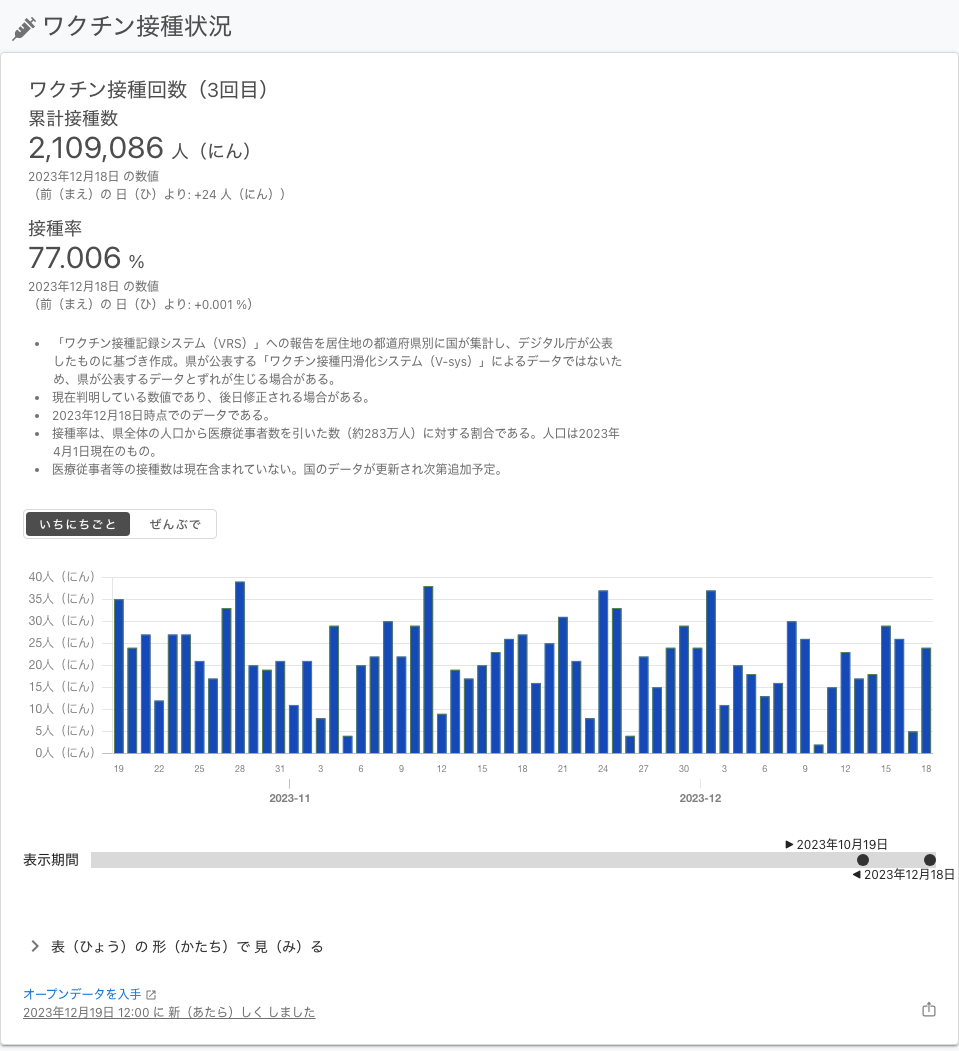 ワクチン接種状況
ワクチン接種回数（3回目）
累計接種数
2,109,086 人（にん）
2023年12月18日 の数値
（前（まえ）の 日（ひ）より: +24 人（にん））
接種率
77.006 %
2023年12月18日 の数値
（前（まえ）の 日（ひ）より: +0.001 %）
• 「ワクチン接種記録システム（VRS）」への報告を居住地の都道府県別に国が集計し、デジタル庁が公表
したものに基づき作成。県が公表する「ワクチン接種円滑化システム（V-sys）」によるデータではないた
め、県が公表するデータとずれが生じる場合がある。
• 現在判明している数値であり、後日修正される場合がある。
• 2023年12月18日時点でのデータである。
• 接種率は、県全体の人口から医療従事者数を引いた数（約283万人）に対する割合である。人口は2023年
4月1日現在のもの。
• 医療従事者等の接種数は現在含まれていない。国のデータが更新され次第追加予定。
いちにちごと ぜんぶで
40人（にん）
35人（にん）
30人（にん）
25人（にん）
20人（にん）
15人（にん）
10人（にん）
5人（にん）
0人（にん）
19 22 25 28 31 3 6 9 12 15 18 21 24 27 30 3 6 9 12 15 18
2023-11 2023-12
▶ 2023年10月19日
表示期間
◀ 2023年12月18日
表（ひょう）の 形（かたち）で 見（み）る
オープンデータを入手
2023年12月19日 12:00 に 新（あたら）しく しました